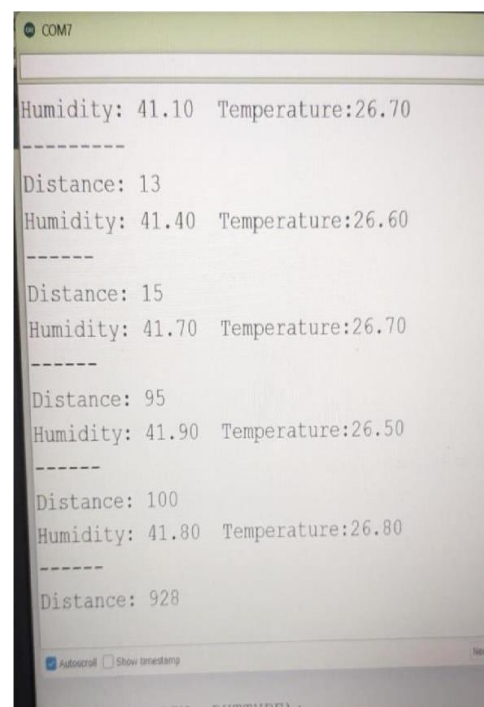 COM7
Humidity: 41.10  Temperature:26.70
---------
Distance: 13
Humidity: 41.40  Temperature:26.60
------
Distance: 15
Humidity: 41.70  Temperature:26.70
------
Distance: 95
Humidity: 41.90  Temperature:26.50
------
Distance: 100
Humidity: 41.80  Temperature:26.80
------
Distance: 928
Autoscroll Show timestamp